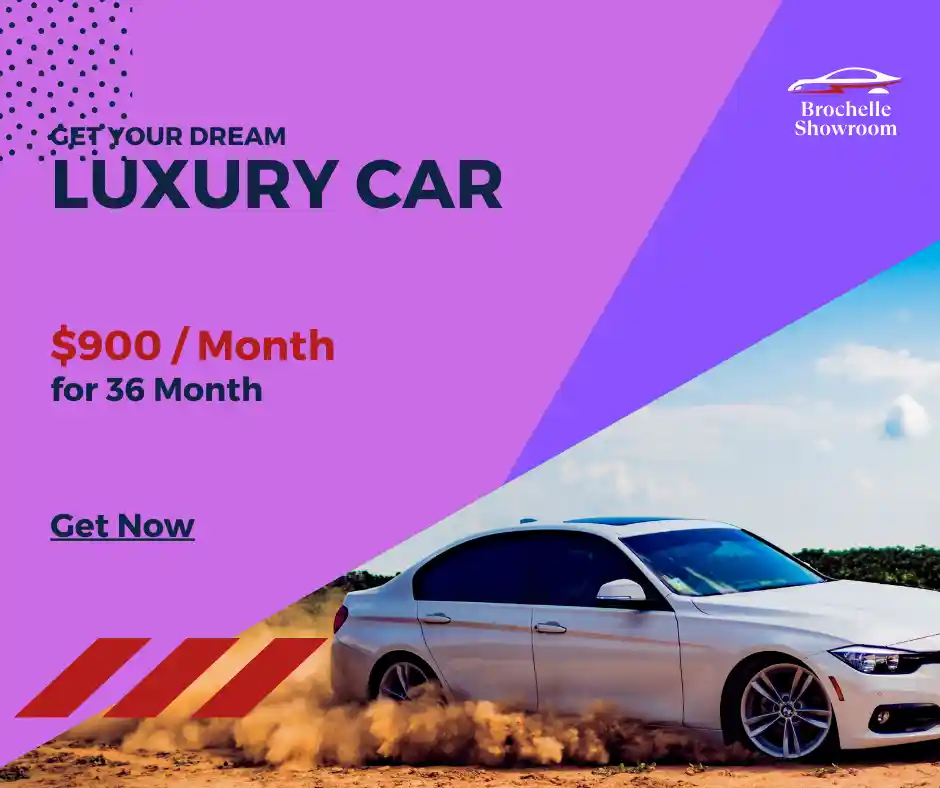 GET YOUR DREAM
LUXURY CAR
Brochelle
Showroom
$900 / Month
for 36 Month
Get Now